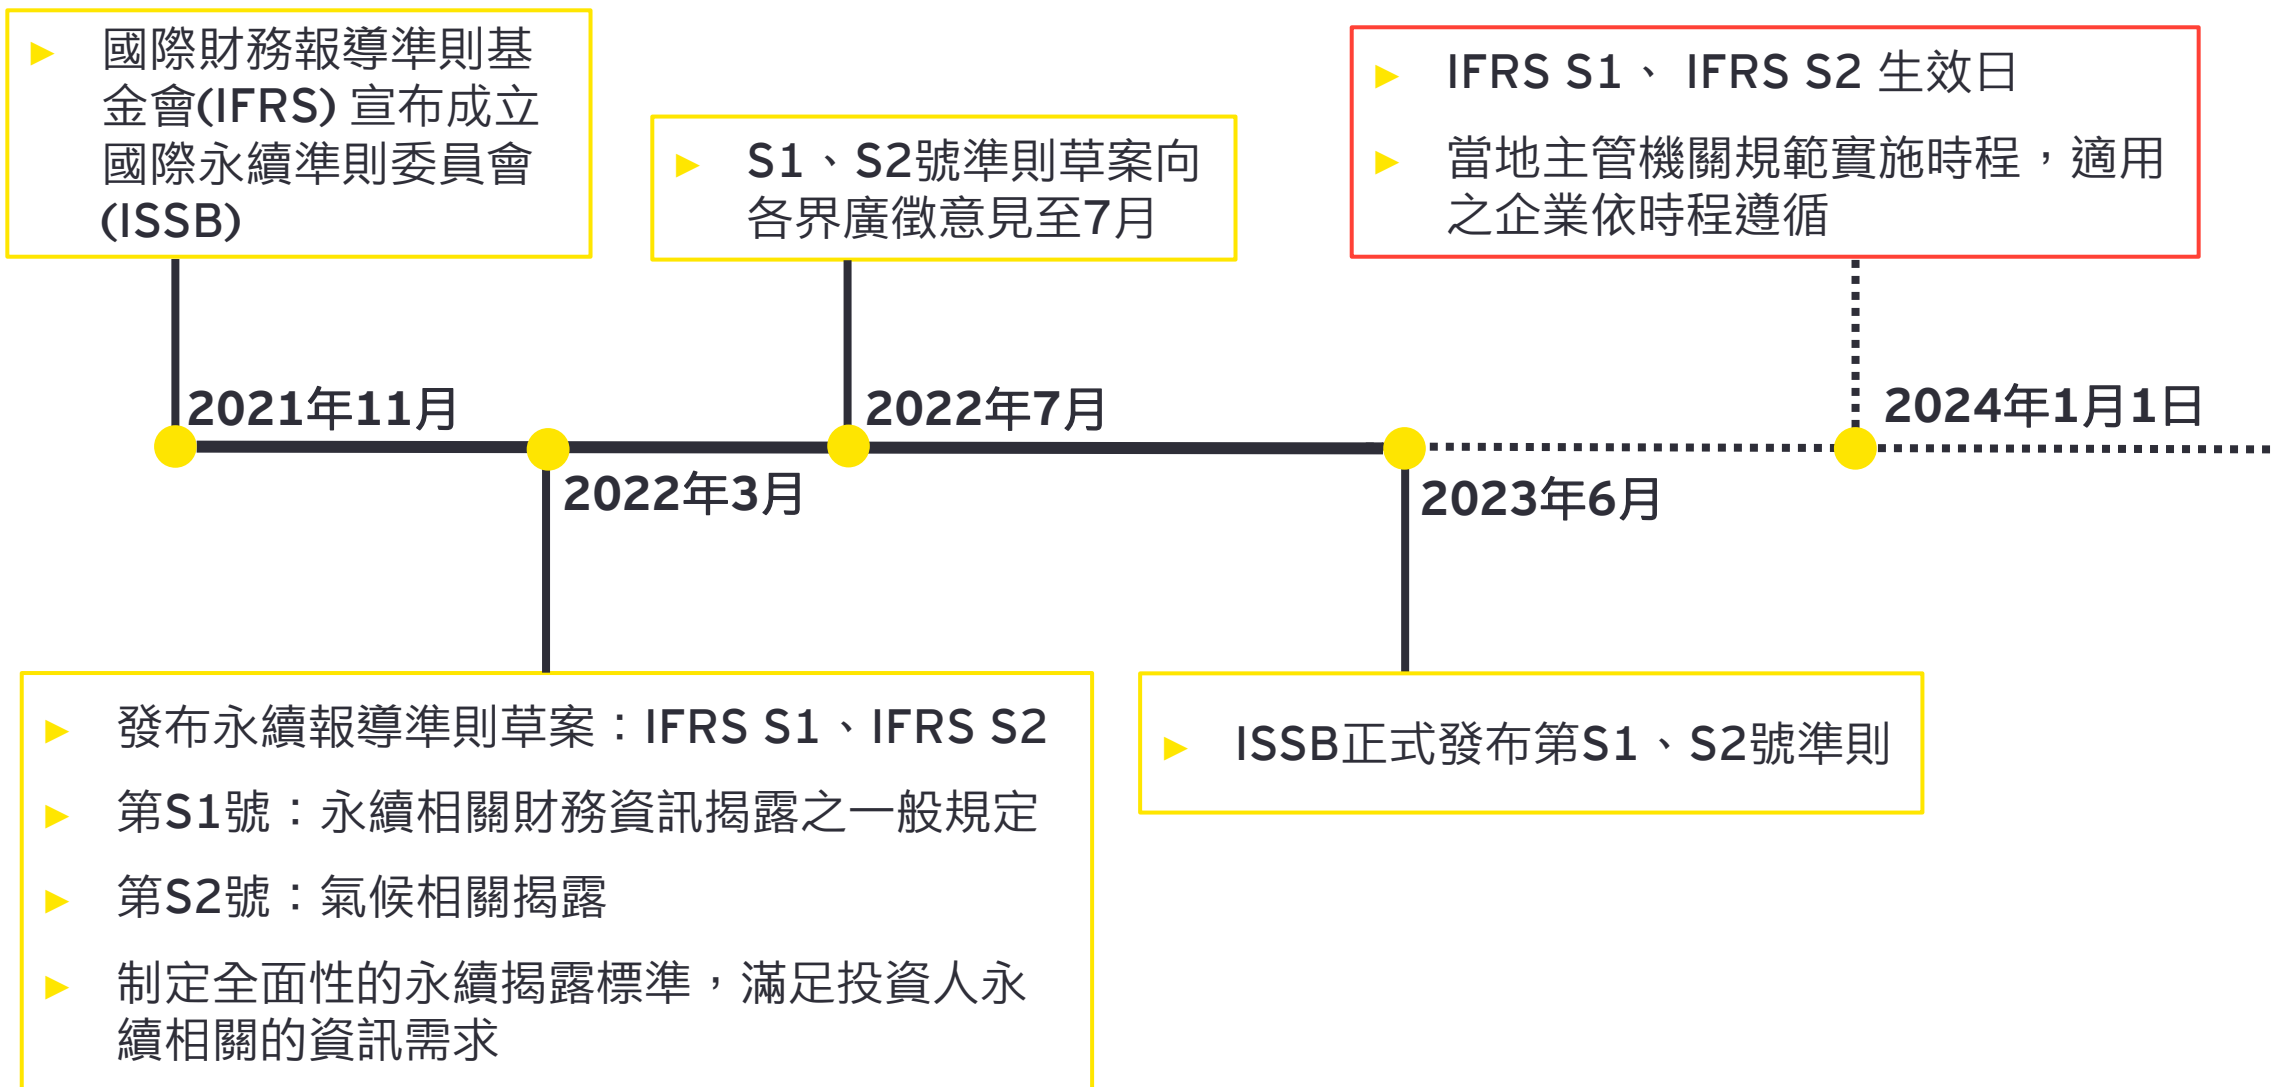 國際財務報導準則基
金會(IFRS) 宣布成立
國際永續準則委員會
(ISSB)
S1、S2號準則草案向
各界廣徵意見至7月
IFRS S1、 IFRS S2 生效日
當地主管機關規範實施時程，適用
之企業依時程遵循
2021年11月
2022年7月
2024年1月1日
2022年3月
2023年6月
發布永續報導準則草案：IFRS S1、IFRS S2
第S1號：永續相關財務資訊揭露之一般規定
第S2號：氣候相關揭露
制定全面性的永續揭露標準，滿足投資人永
續相關的資訊需求
ISSB正式發布第S1、S2號準則